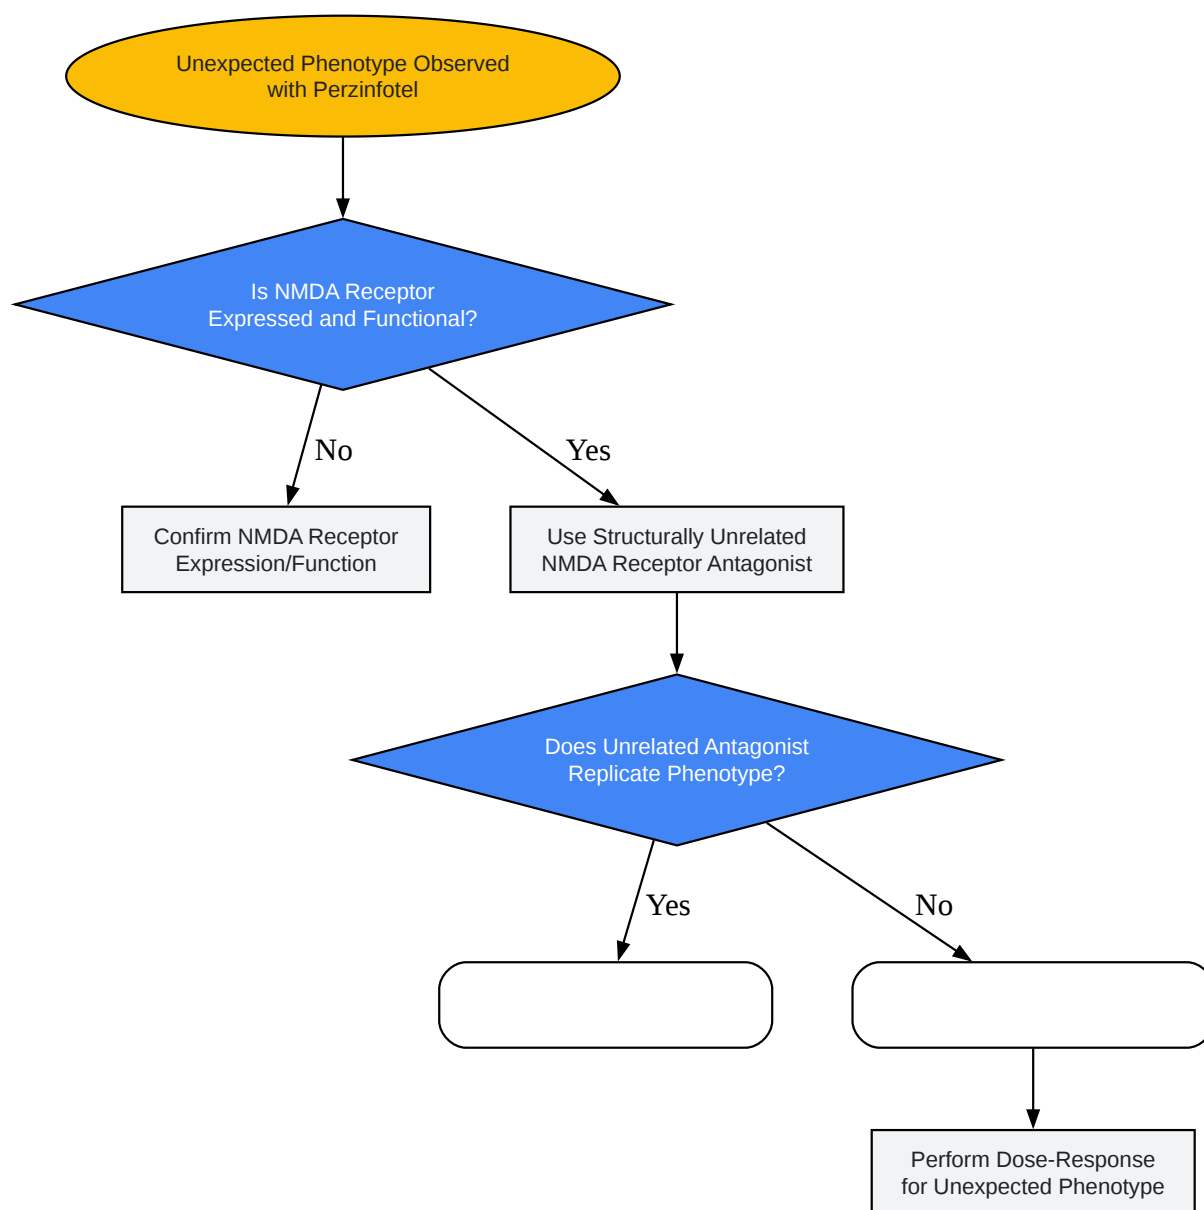 Unexpected Phenotype Observed
with Perzinfotel
Is NMDA Receptor
Expressed and Functional?
No
Yes
Confirm NMDA Receptor
Expression/Function
Use Structurally Unrelated
NMDA Receptor Antagonist
Does Unrelated Antagonist
Replicate Phenotype?
Yes
No
Perform Dose-Response
for Unexpected Phenotype